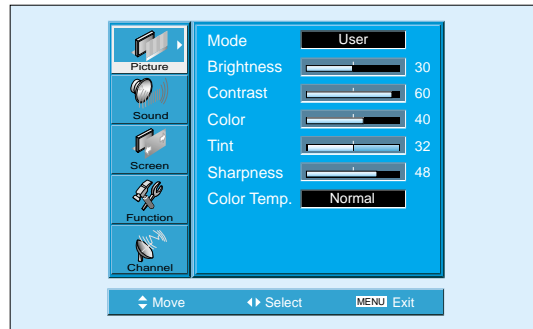 Picture
Sound
Screen
Function
Channel
Mode User
Brightness 30
Contrast 60
Color 40
Tint 32
Sharpness 48
Color Temp. Normal
Move Select MENU Exit